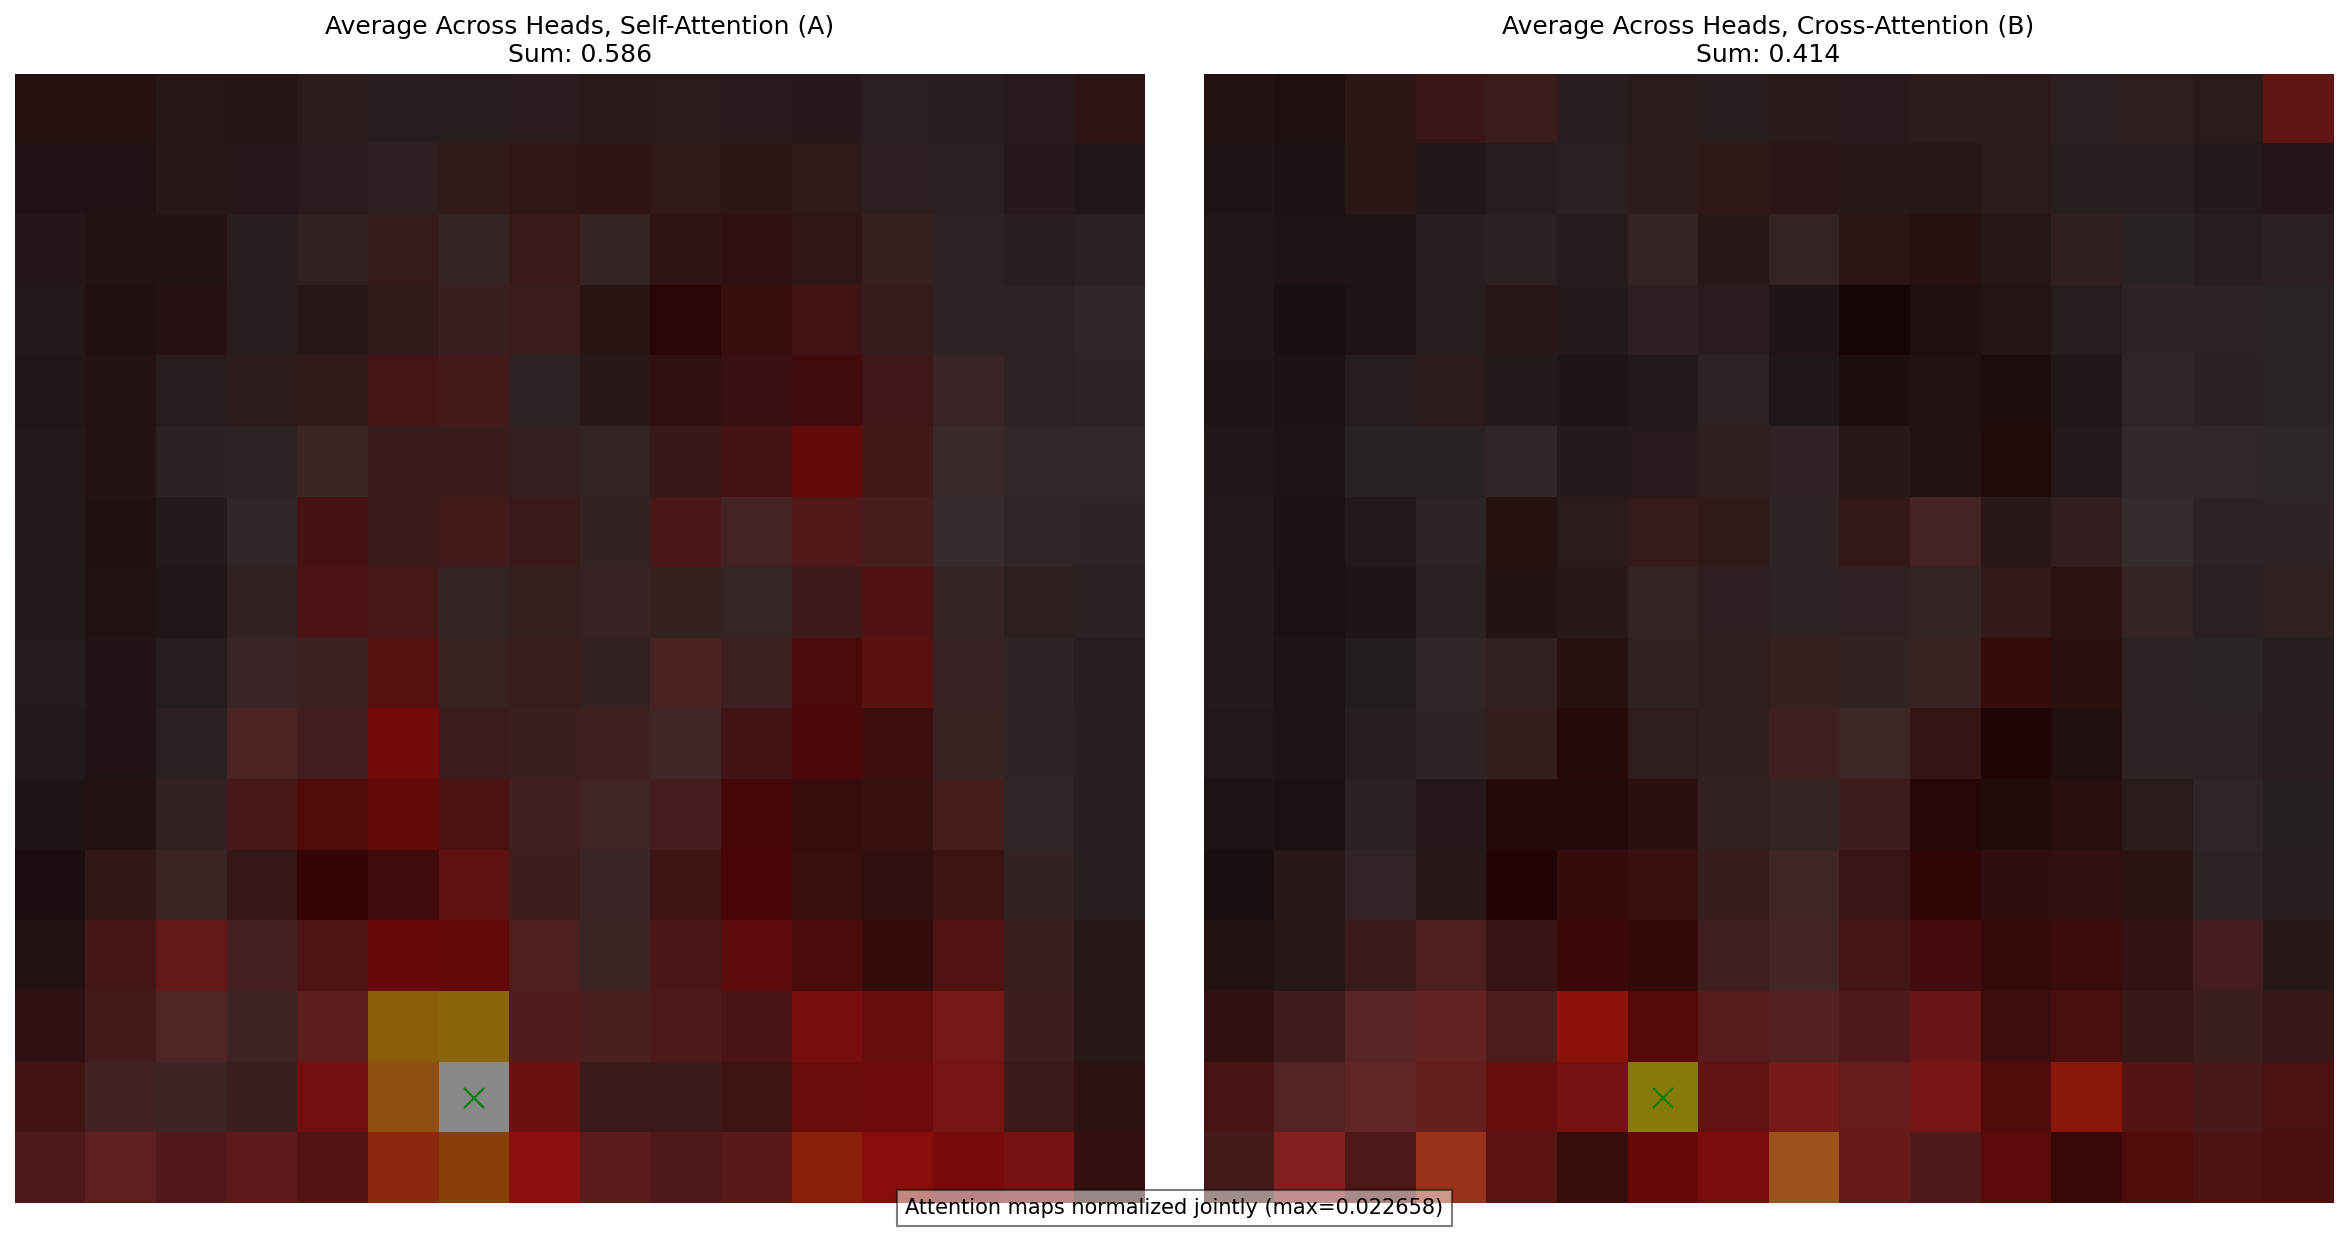 Average Across Heads, Self-Attention (A)
Sum: 0.586
Average Across Heads, Cross-Attention (B)
Sum: 0.414
Attention maps normalized jointly (max=0.022658)